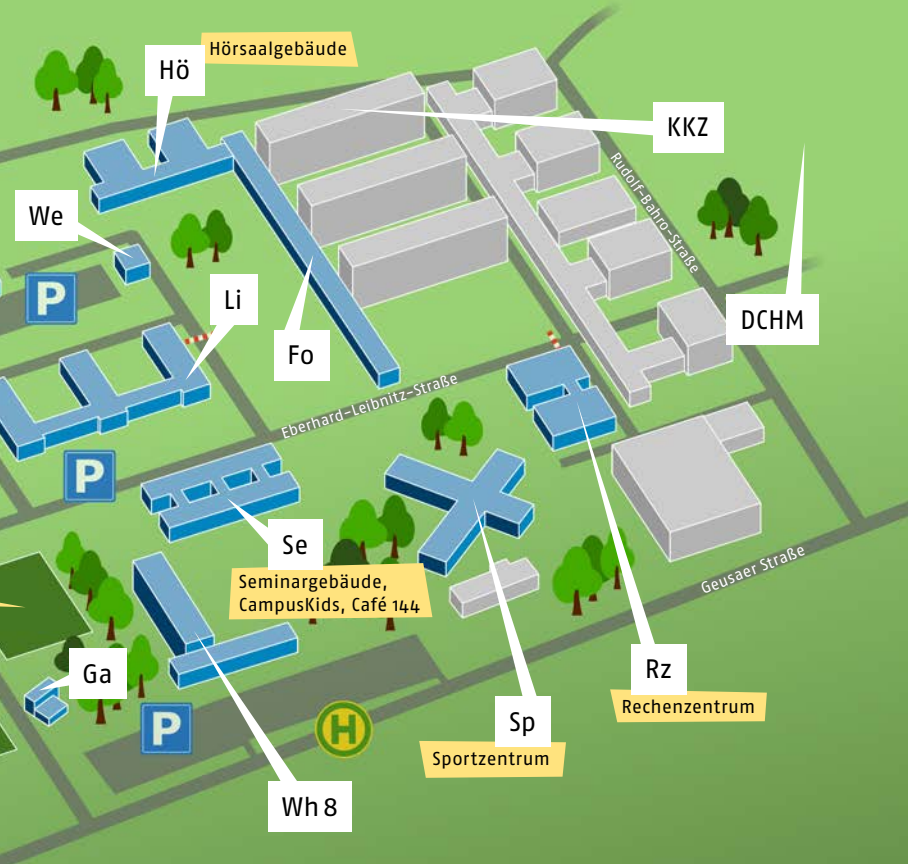 Hörsaalgebäude
Hö
KKZ
Rudolf-Bahro-Straße
We
P
Li
DCHM
Fo
Eberhard-Leibnitz-Straße
P
Se
Seminargebäude,
CampusKids, Café 144
Geusaer Straße
Ga
Rz
Rechenzentrum
P
H
Sp
Sportzentrum
Wh 8